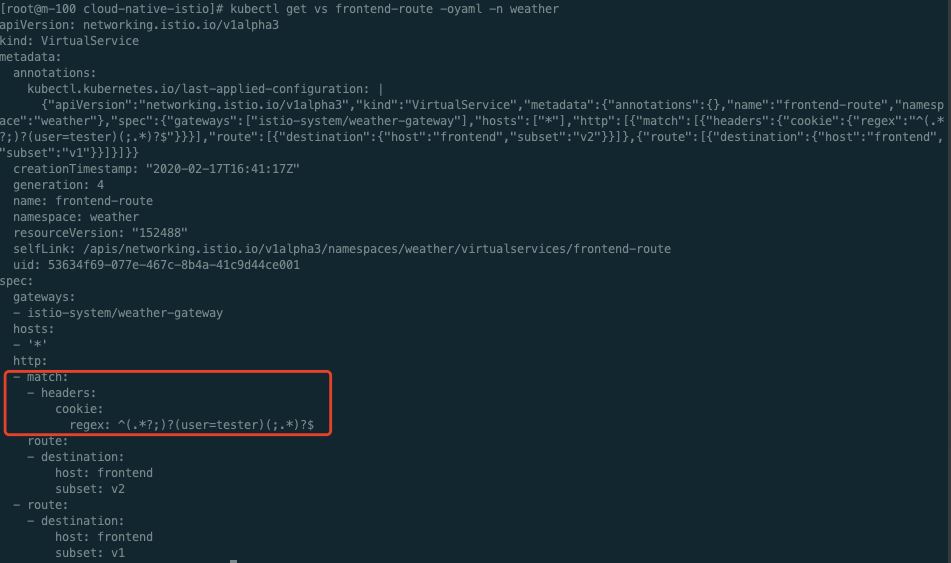 [root@m-100 cloud-native-istio]# kubectl get vs frontend-route -oyaml -n weather
apiVersion: networking.istio.io/v1alpha3
kind: VirtualService
metadata:
  annotations:
    kubectl.kubernetes.io/last-applied-configuration: |
      {"apiVersion":"networking.istio.io/v1alpha3","kind":"VirtualService","metadata":{"annotations":{},"name":"frontend-route","namesp
ace":"weather"},"spec":{"gateways":["istio-system/weather-gateway"],"hosts":["*"],"http":[{"match":[{"headers":{"cookie":{"regex":"^(.*
?;)?(user=tester)(;.*)?$"}}}],"route":[{"destination":{"host":"frontend","subset":"v2"}}]},{"route":[{"destination":{"host":"frontend",
"subset":"v1"}}]}]}}
  creationTimestamp: "2020-02-17T16:41:17Z"
  generation: 4
  name: frontend-route
  namespace: weather
  resourceVersion: "152488"
  selfLink: /apis/networking.istio.io/v1alpha3/namespaces/weather/virtualservices/frontend-route
  uid: 53634f69-077e-467c-8b4a-41c9d44ce001
spec:
  gateways:
  - istio-system/weather-gateway
  hosts:
  - '*'
  http:
  - match:
    - headers:
        cookie:
          regex: ^(.*?;)?(user=tester)(;.*)?$
    route:
    - destination:
        host: frontend
        subset: v2
  - route:
    - destination:
        host: frontend
        subset: v1